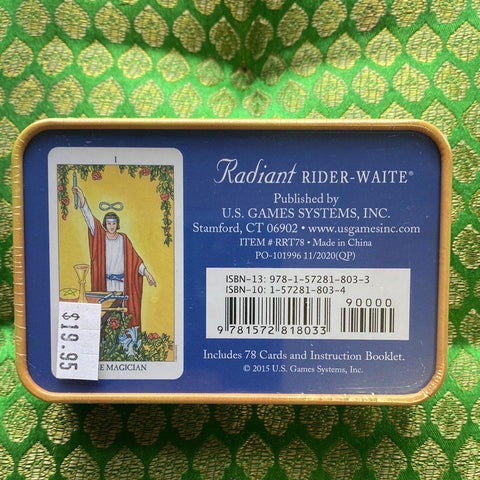 1
THE MAGICIAN
$19.95
Radiant RIDER-WAITE®
Published by
U.S. GAMES SYSTEMS, INC.
Stamford, CT 06902 • www.usgamesinc.com
ITEM # RRT78 • Made in China
PO-101996 11/2020(QP)
ISBN-13: 978-1-57281-803-3
ISBN-10: 1-57281-803-4
90000
9 781572 818033
Includes 78 Cards and Instruction Booklet.
© 2015 U.S. Games Systems, Inc.